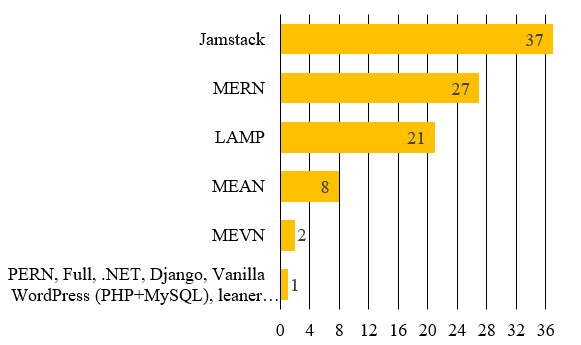 Jamstack 37
MERN 27
LAMP 21
MEAN 8
MEVN 2
PERN, Full, .NET, Django, Vanilla
WordPress (PHP+MySQL), leaner… 1
0 4 8 12 16 20 24 28 32 36